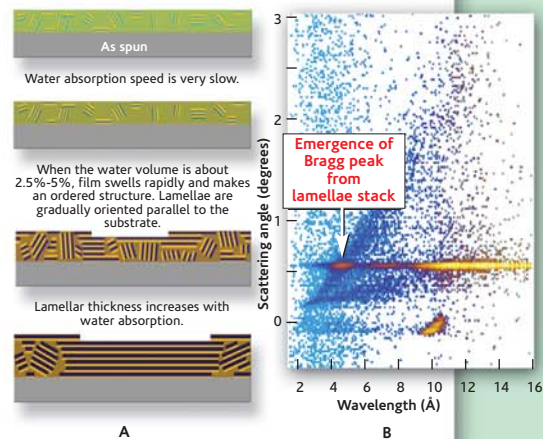 As spun
Water absorption speed is very slow.
When the water volume is about
2.5%-5%, film swells rapidly and makes
an ordered structure. Lamellae are
gradually oriented parallel to the
substrate.
Lamellar thickness increases with
water absorption.
A
3
2
1
0
Scattering angle (degrees)
Emergence of
Bragg peak
from
lamellae stack
2 4 6 8 10 12 14 16
Wavelength (Å)
B